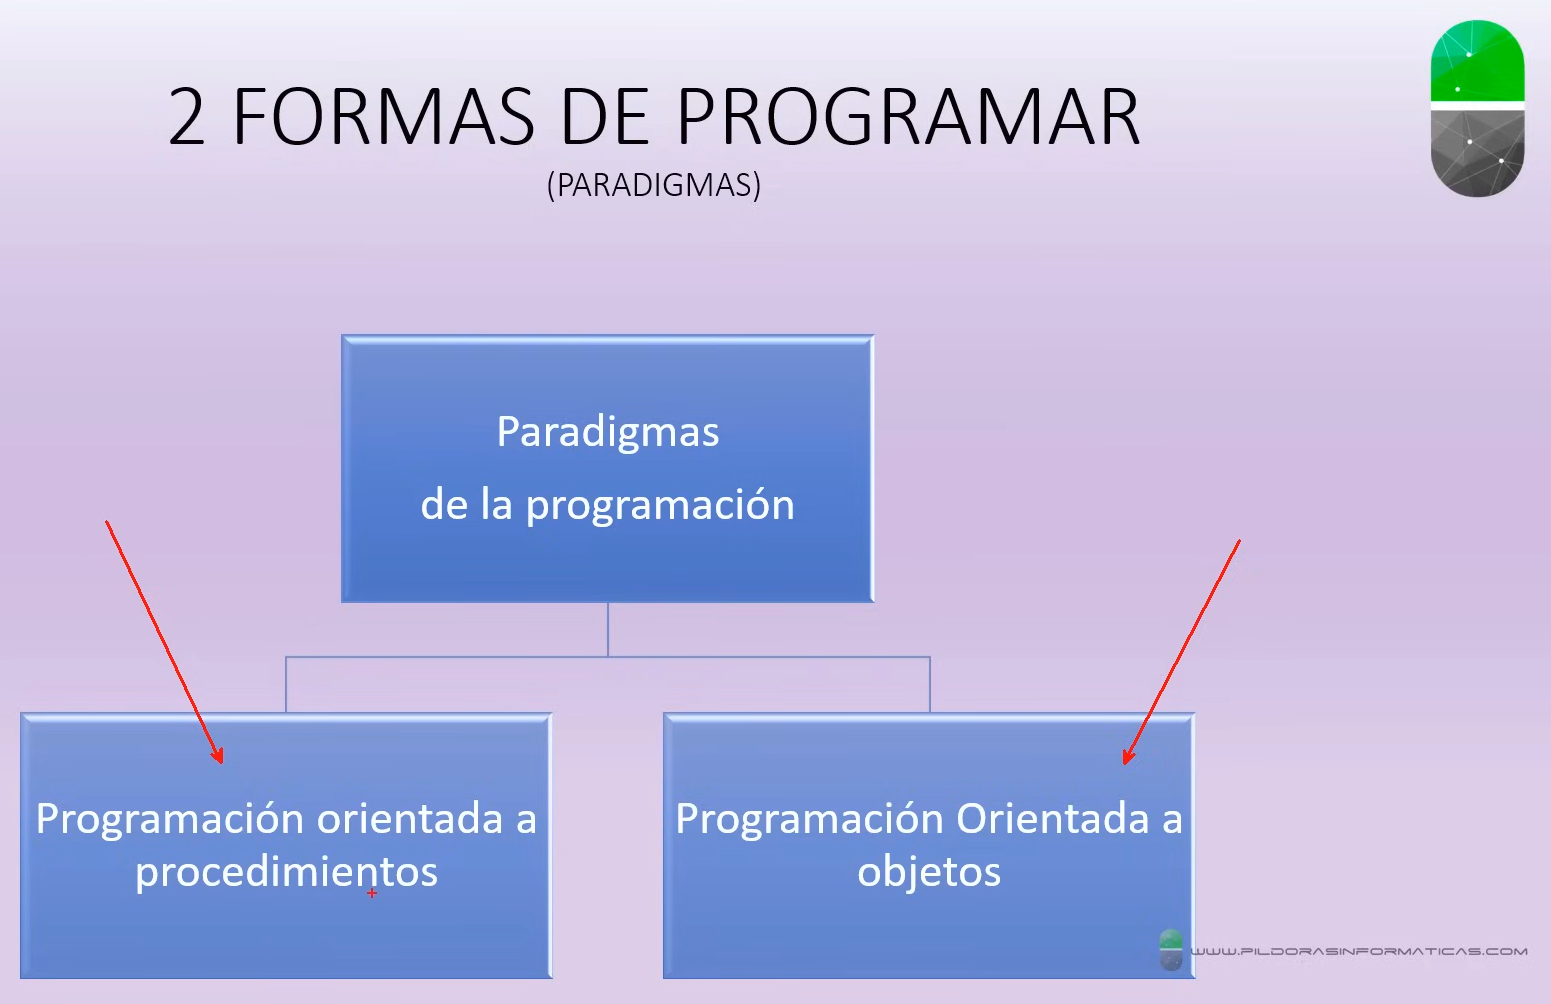 2 FORMAS DE PROGRAMAR
(PARADIGMAS)
Paradigmas
de la programación
Programación orientada a
procedimientos
Programación Orientada a
objetos
WWW.PILDORASINFORMATICAS.COM